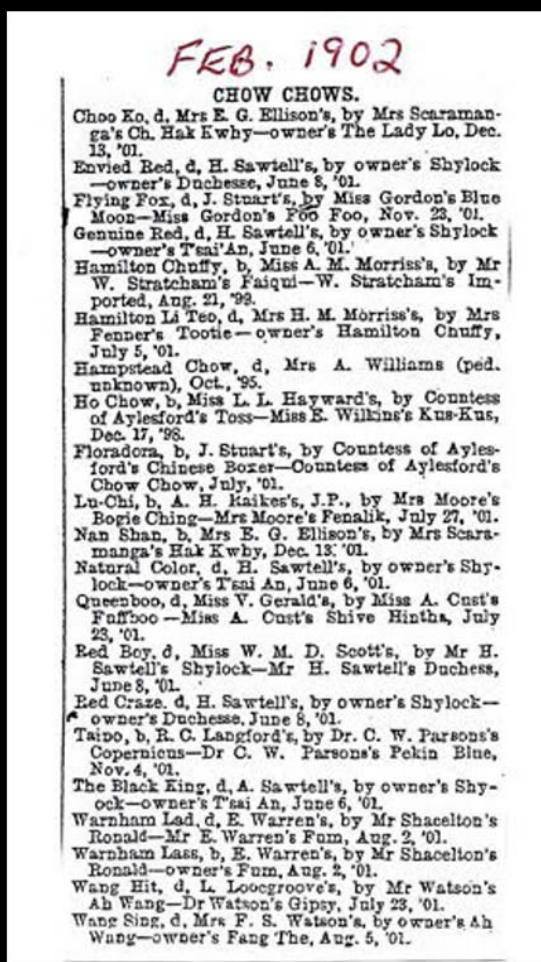 FEB. 1902
CHOW CHOWS.
Choo Ko, d, Mrs E. G. Ellison's, by Mrs Scaraman-
ga's Ch. Hak Kwhy—owner's The Lady Lo, Dec.
13, '01.
Envied Red, d, H. Sawtell's, by owner's Shylock
—owner's Duchesse, June 8, '01.
Flying Fox, d, J. Stuart's, by Miss Gordon's Blue
Moon—Miss Gordon's Foo Foo, Nov. 23, '01.
Genuine Red, d, H. Sawtell's, by owner's Shylock
—owner's Tsai An, June 6, '01.
Hamilton Chuffy, b, Miss A. M. Morriss's, by Mr
W. Stratcham's Faiqui—W. Stratcham's Im-
ported, Aug. 21, '99.
Hamilton Li Teo, d, Mrs H. M. Morriss's, by Mrs
Fenner's Tootie—owner's Hamilton Chuffy,
July 5, '01.
Hampstead Chow, d, Mrs A. Williams (ped.
unknown), Oct., '95.
Ho Chow, b, Miss L. L. Hayward's, by Countess
of Aylesford's Toss—Miss E. Wilkins's Kus-Kus,
Dec. 17, '98.
Floradora, b, J. Stuart's, by Countess of Ayles-
ford's Chinese Boxer—Countess of Aylesford's
Chow Chow, July, '01.
Lu-Chi, b, A. H. Raikes's, J.P., by Mrs Moore's
Bogie Ching—Mrs Moore's Fenalik, July 27, '01.
Nan Shan, b, Mrs E. G. Ellison's, by Mrs Scara-
manga's Hak Kwby, Dec. 13, '01.
Natural Color, d, H. Sawtell's, by owner's Shy-
lock—owner's T'sai An, June 6, '01.
Queenboo, d, Miss V. Gerald's, by Miss A. Cust's
Fuffboo—Miss A. Cust's Shive Hintha, July
23, '01.
Red Boy, d, Miss W. M. D. Scott's, by Mr H.
Sawtell's Shylock—Mr H. Sawtell's Duchess,
June 8, '01.
Red Craze, d, H. Sawtell's, by owner's Shylock—
owner's Duchesse, June 8, '01.
Taipo, b, R. C. Langford's, by Dr. C. W. Parsons's
Copernicus—Dr C. W. Parsons's Pekin Blue,
Nov. 4, '01.
The Black King, d, A. Sawtell's, by owner's Shy-
ock—owner's T'sai An, June 6, '01.
Warnham Lad, d, E. Warren's, by Mr Shacelton's
Ronald—Mr E. Warren's Fum, Aug. 2, '01.
Warnham Lass, b, E. Warren's, by Mr Shacelton's
Ronald—owner's Fum, Aug. 2, '01.
Wang Hit, d, L. Loocgroove's, by Mr Watson's
Ah Wang—Dr Watson's Gipsy, July 23, '01.
Wang Sing, d, Mrs F. S. Watson's, by owner's Ah
Wang—owner's Fang The, Aug. 5, '01.